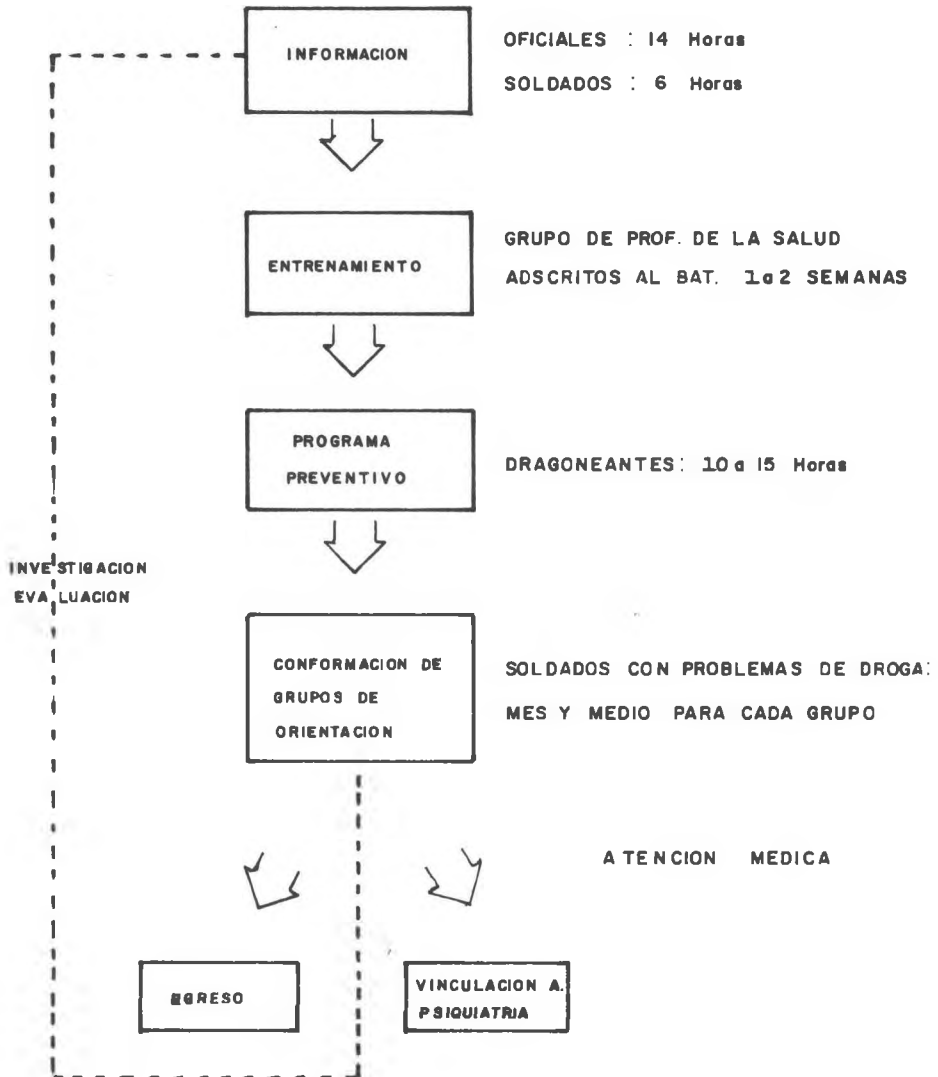 INFORMACION
OFICIALES : 14 Horas
SOLDADOS : 6 Horas
ENTRENAMIENTO
GRUPO DE PROF. DE LA SALUD
ADSCRITOS AL BAT. 1a2 SEMANAS
PROGRAMA
PREVENTIVO
DRAGONEANTES: 10 a 15 Horas
INVESTIGACION
EVALUACION
CONFORMACION DE
GRUPOS DE
ORIENTACION
SOLDADOS CON PROBLEMAS DE DROGA:
MES Y MEDIO PARA CADA GRUPO
ATENCION MEDICA
EGRESO
VINCULACION A.
PSIQUIATRIA